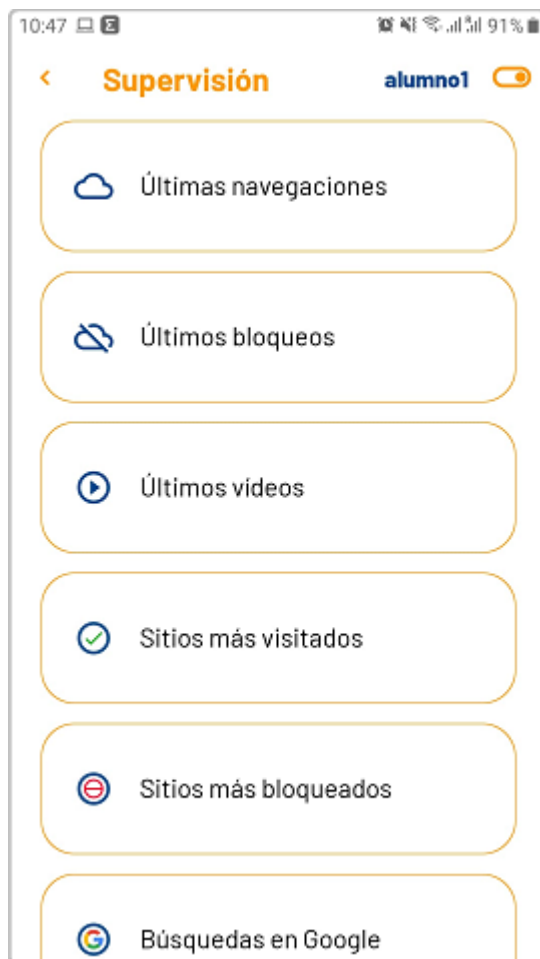 10:47
91%
Supervisión
alumno1
Últimas navegaciones
Últimos bloqueos
Últimos vídeos
Sitios más visitados
Sitios más bloqueados
Búsquedas en Google